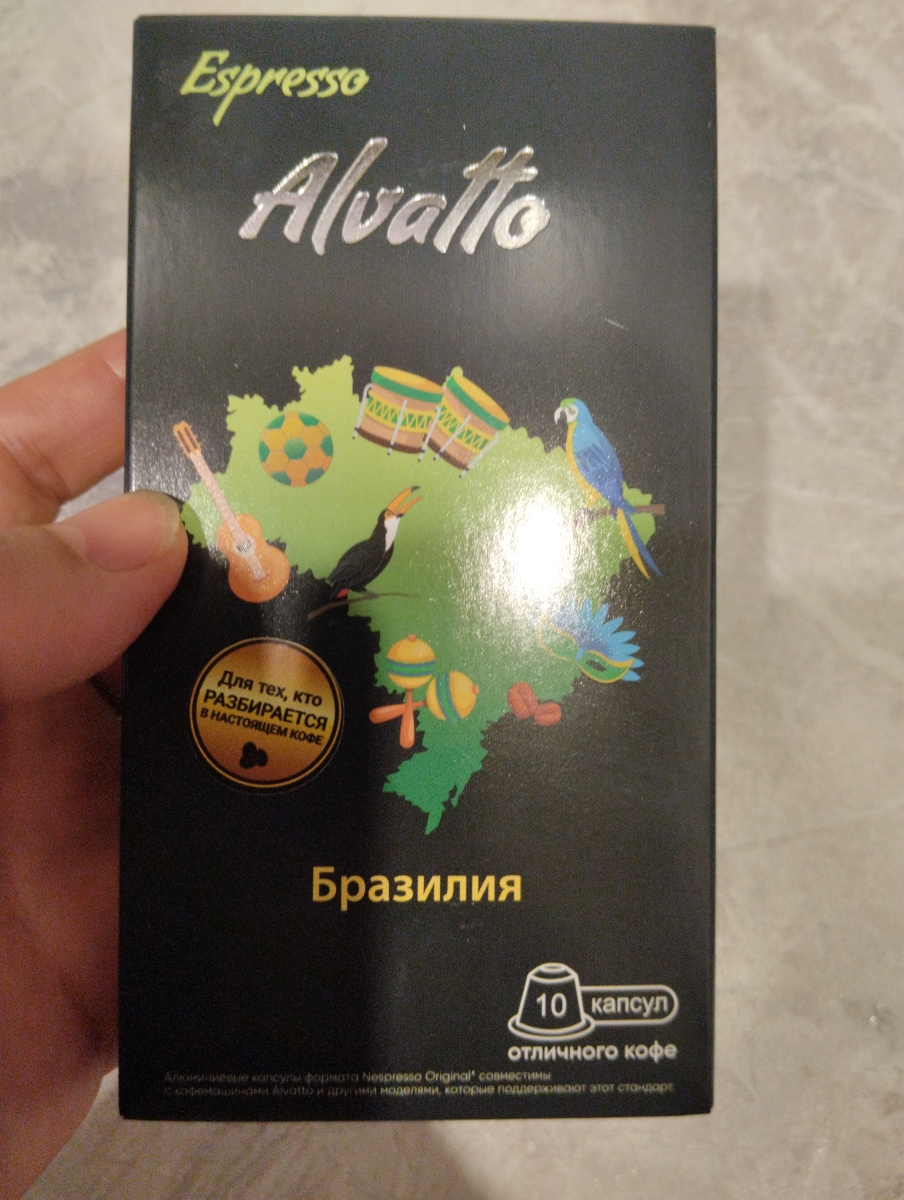 Espresso
Alvatto
Для тех, кто
РАЗБИРАЕТСЯ
В НАСТОЯЩЕМ КОФЕ
Бразилия
10 капсул
отличного кофе
Алюминиевые капсулы формата Nespresso Original* совместимы
с кофемашинами Alvatto и другими моделями, которые поддерживают этот стандарт.